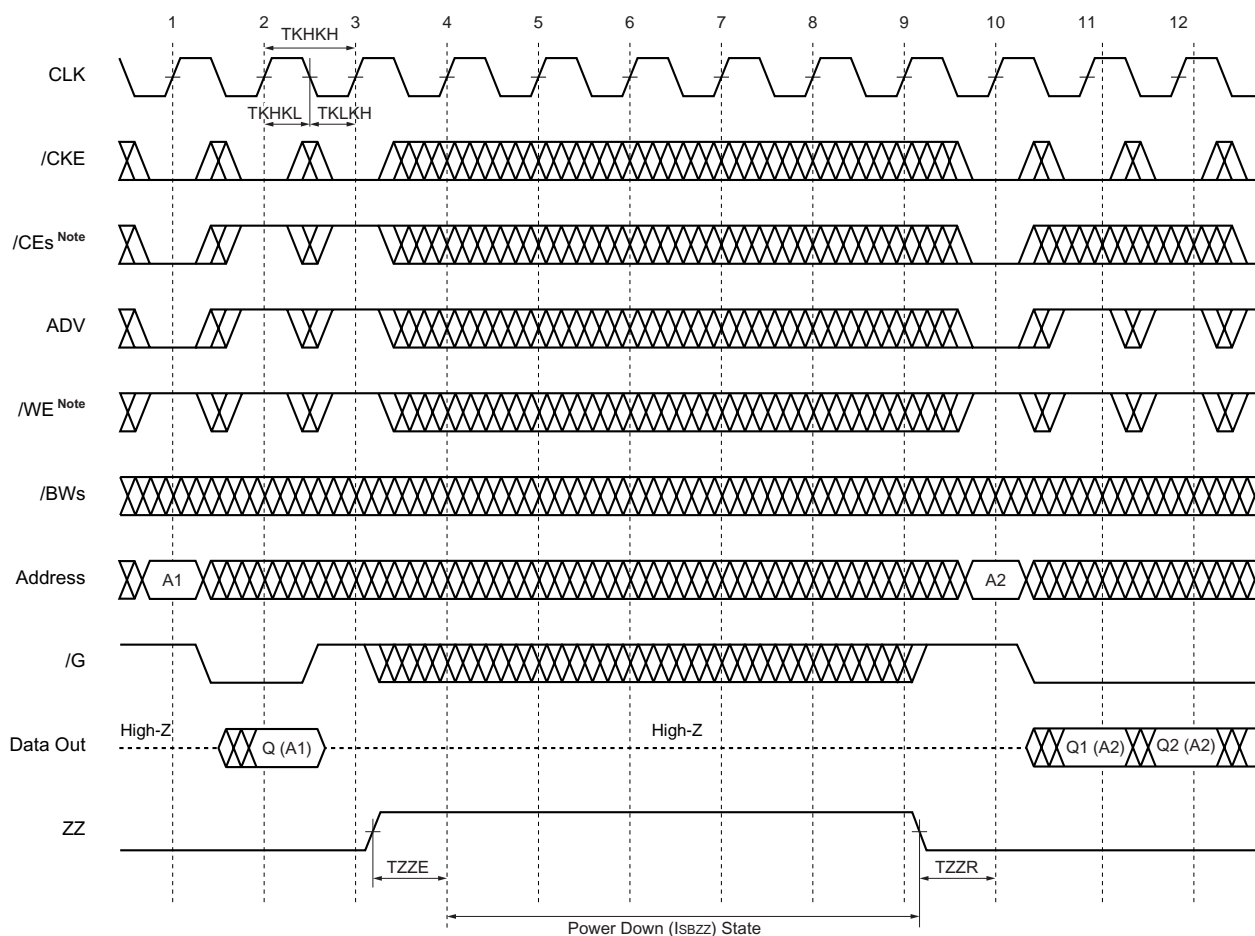 1 2 3 4 5 6 7 8 9 10 11 12
TKHKH
CLK
TKHKL TKLKH
/CKE
/CEs Note
ADV
/WE Note
/BWs
Address A1 A2
/G
High-Z High-Z
Data Out Q (A1) Q1 (A2) Q2 (A2)
ZZ
TZZE TZZR
Power Down (ISBZZ) State